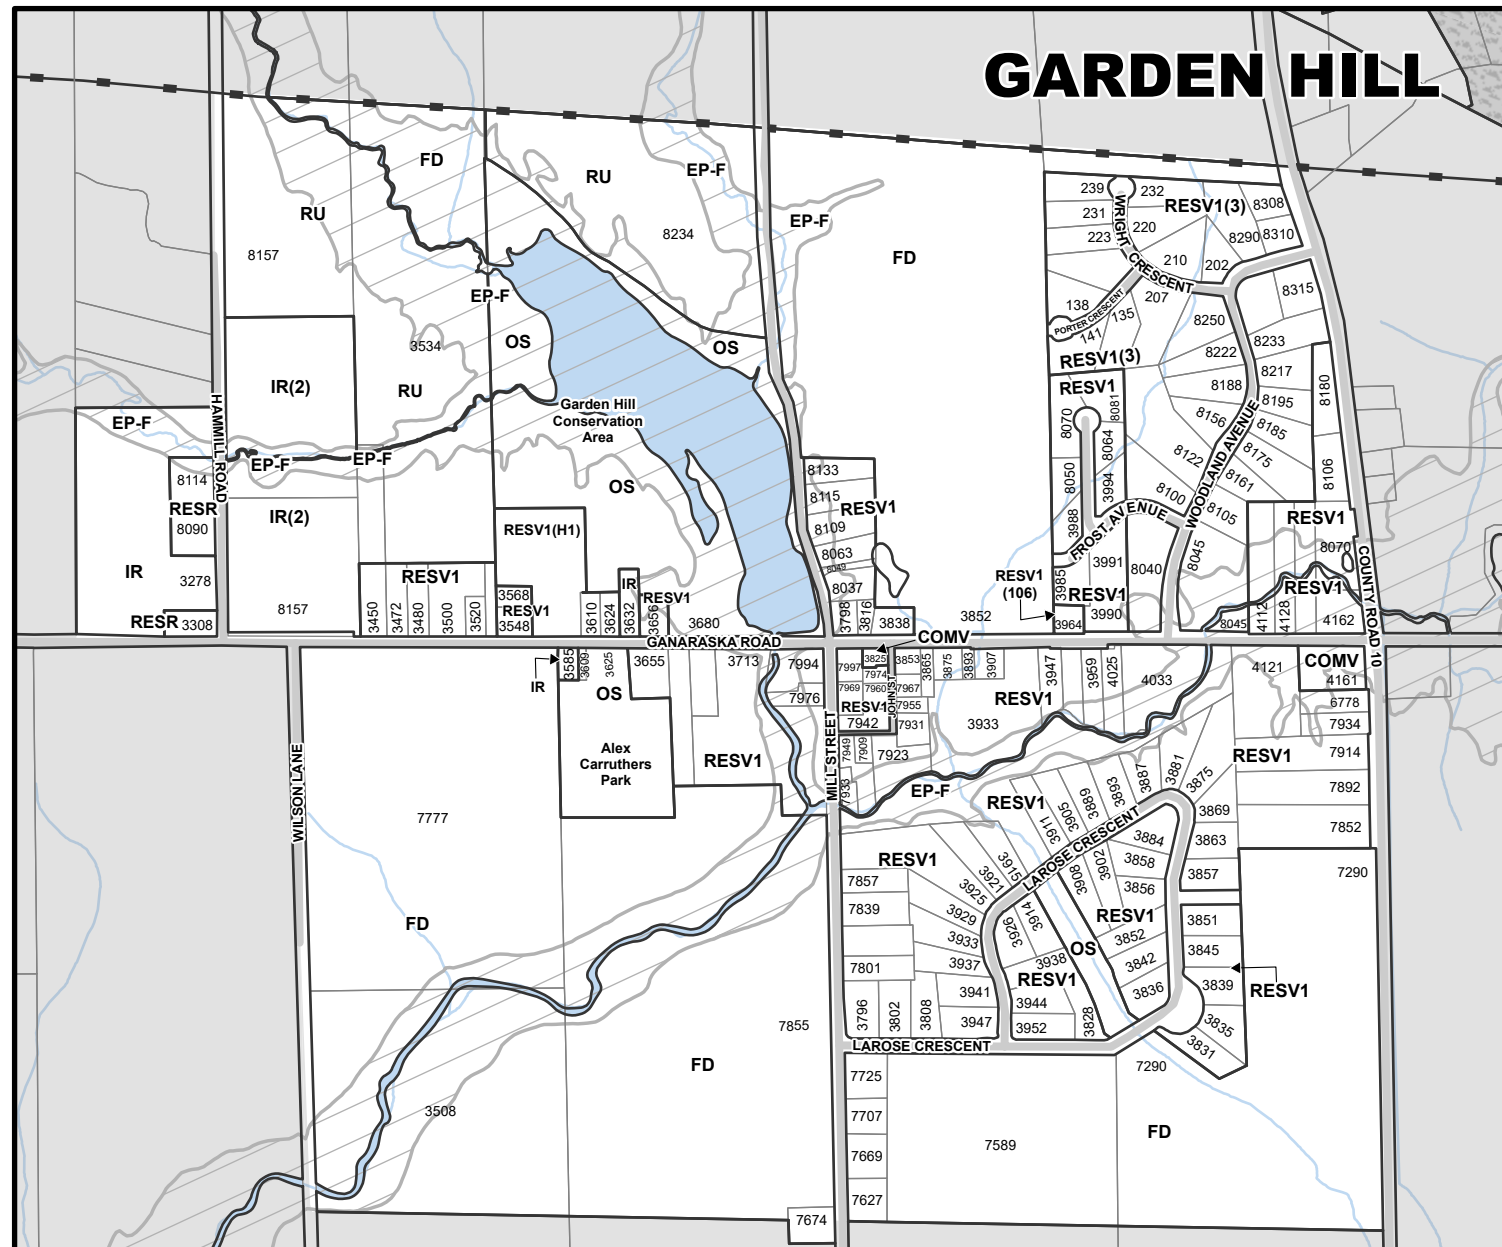 GARDEN HILL
FD
RU
EP-F
239
232
RESV1(3)
8308
231
220
8290
8310
223
WRIGHT CRESCENT
RU
8157
8234
EP-F
FD
210
202
207
8315
EP-F
138
PORTER CRESCENT
135
141
8250
8233
OS
OS
3534
IR(2)
RU
RESV1(3)
8222
8217
RESV1
8188
8180
8195
HAMMILL ROAD
Garden Hill
Conservation
Area
EP-F
8070
8081
8156
8185
WOODLAND AVENUE
8064
8122
8175
EP-F
EP-F
8114
8133
8050
3994
8161
8106
RESR
OS
8115
RESV1
8100
8105
8090
IR(2)
8109
3988
FROST AVENUE
RESV1
RESV1(H1)
8063
8070
COUNTY ROAD 10
8049
3991
8040
8045
IR
3278
RESV1
IR
8037
RESV1
(106)
3985
RESV1
RESV1
3568
RESV1
RESV1
8157
3450
3472
3480
3500
3520
3548
3610
3624
3632
3656
3680
3798
3816
3838
3852
3964
3990
8045
4112
4128
4162
RESR
3308
GANARASKA ROAD
COMV
3585
3609
3625
3655
3713
7994
7997
3825
3853
3865
3875
3893
3907
3947
3959
4025
4033
4121
COMV
4161
IR
OS
7974
7969
7960
7967
JOHN ST
7976
RESV1
7955
RESV1
6778
7942
7931
3933
7934
MILL STREET
Alex
Carruthers
Park
RESV1
7949
7909
7923
RESV1
7914
WILSON LANE
7933
EP-F
7892
3887
3881
3875
RESV1
3893
3889
3905
3911
3869
7777
7852
LAROSE CRESCENT
3884
3863
RESV1
3915
3902
3858
3908
3857
7290
7857
3921
3925
3856
7839
3929
3914
RESV1
3851
FD
3926
3933
3852
OS
3845
7801
3937
3938
3842
RESV1
3839
RESV1
3941
3944
3836
3796
3802
3808
3947
3952
3828
3835
3831
7855
LAROSE CRESCENT
FD
7725
7290
7707
3508
7589
FD
7669
7627
7674